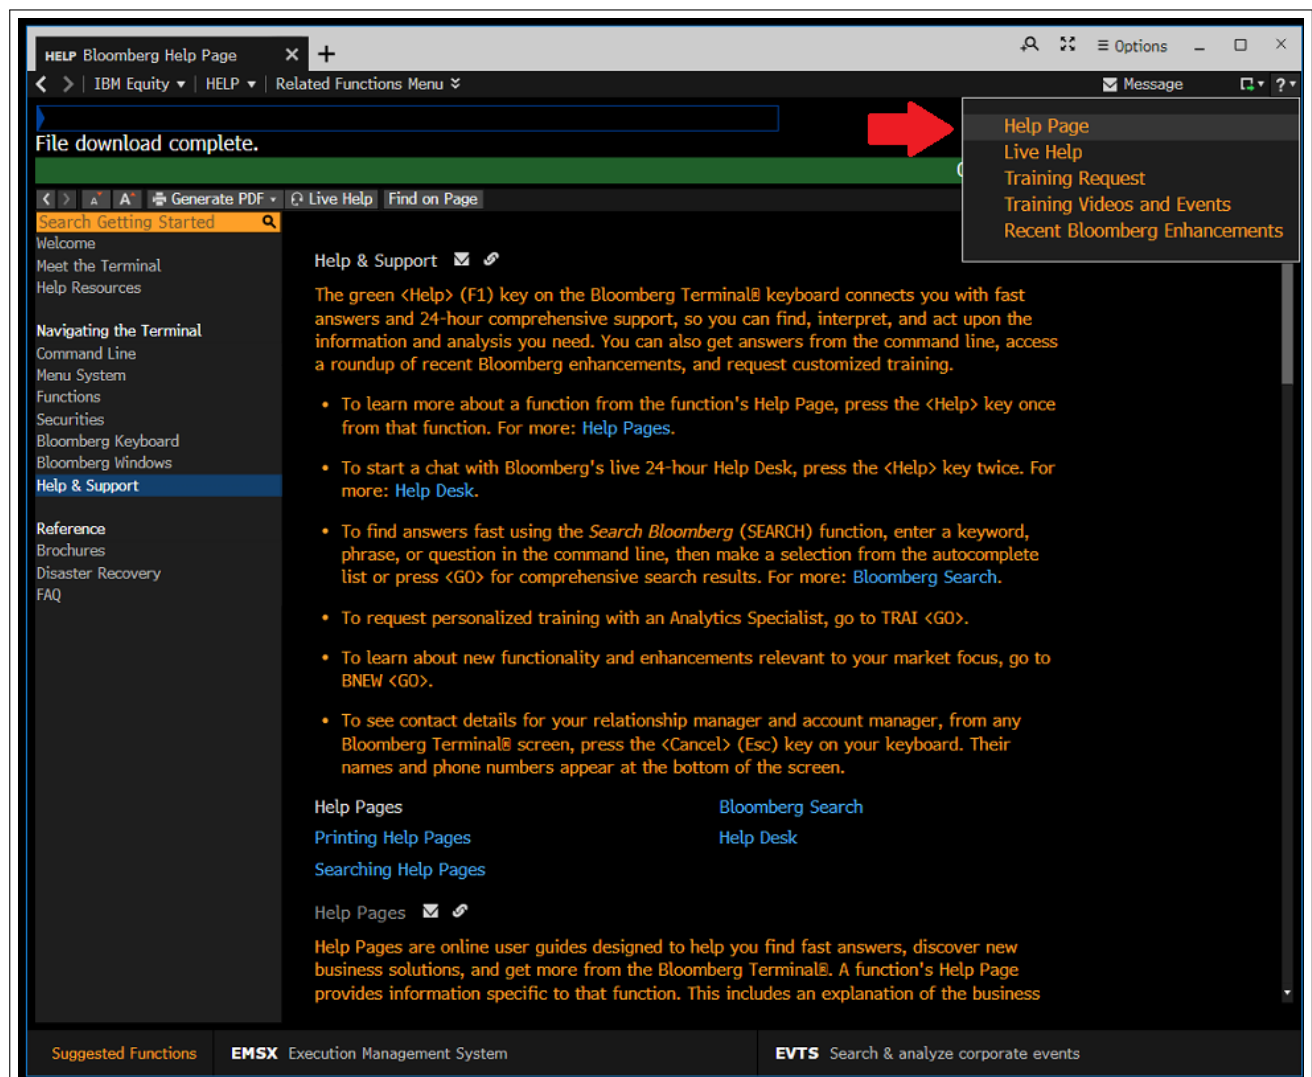 HELP Bloomberg Help Page
Options
IBM Equity
HELP
Related Functions Menu
Message
?
File download complete.
Help Page
Live Help
Training Request
Training Videos and Events
Recent Bloomberg Enhancements
A A Generate PDF Live Help Find on Page
Search Getting Started
Welcome
Meet the Terminal
Help Resources
Navigating the Terminal
Command Line
Menu System
Functions
Securities
Bloomberg Keyboard
Bloomberg Windows
Help & Support
Reference
Brochures
Disaster Recovery
FAQ
Help & Support
The green <Help> (F1) key on the Bloomberg Terminal® keyboard connects you with fast
answers and 24-hour comprehensive support, so you can find, interpret, and act upon the
information and analysis you need. You can also get answers from the command line, access
a roundup of recent Bloomberg enhancements, and request customized training.
• To learn more about a function from the function's Help Page, press the <Help> key once
from that function. For more: Help Pages.
• To start a chat with Bloomberg's live 24-hour Help Desk, press the <Help> key twice. For
more: Help Desk.
• To find answers fast using the Search Bloomberg (SEARCH) function, enter a keyword,
phrase, or question in the command line, then make a selection from the autocomplete
list or press <GO> for comprehensive search results. For more: Bloomberg Search.
• To request personalized training with an Analytics Specialist, go to TRAI <GO>.
• To learn about new functionality and enhancements relevant to your market focus, go to
BNEW <GO>.
• To see contact details for your relationship manager and account manager, from any
Bloomberg Terminal® screen, press the <Cancel> (Esc) key on your keyboard. Their
names and phone numbers appear at the bottom of the screen.
Help Pages
Bloomberg Search
Printing Help Pages
Help Desk
Searching Help Pages
Help Pages
Help Pages are online user guides designed to help you find fast answers, discover new
business solutions, and get more from the Bloomberg Terminal®. A function's Help Page
provides information specific to that function. This includes an explanation of the business
Suggested Functions
EMSX Execution Management System
EVTS Search & analyze corporate events